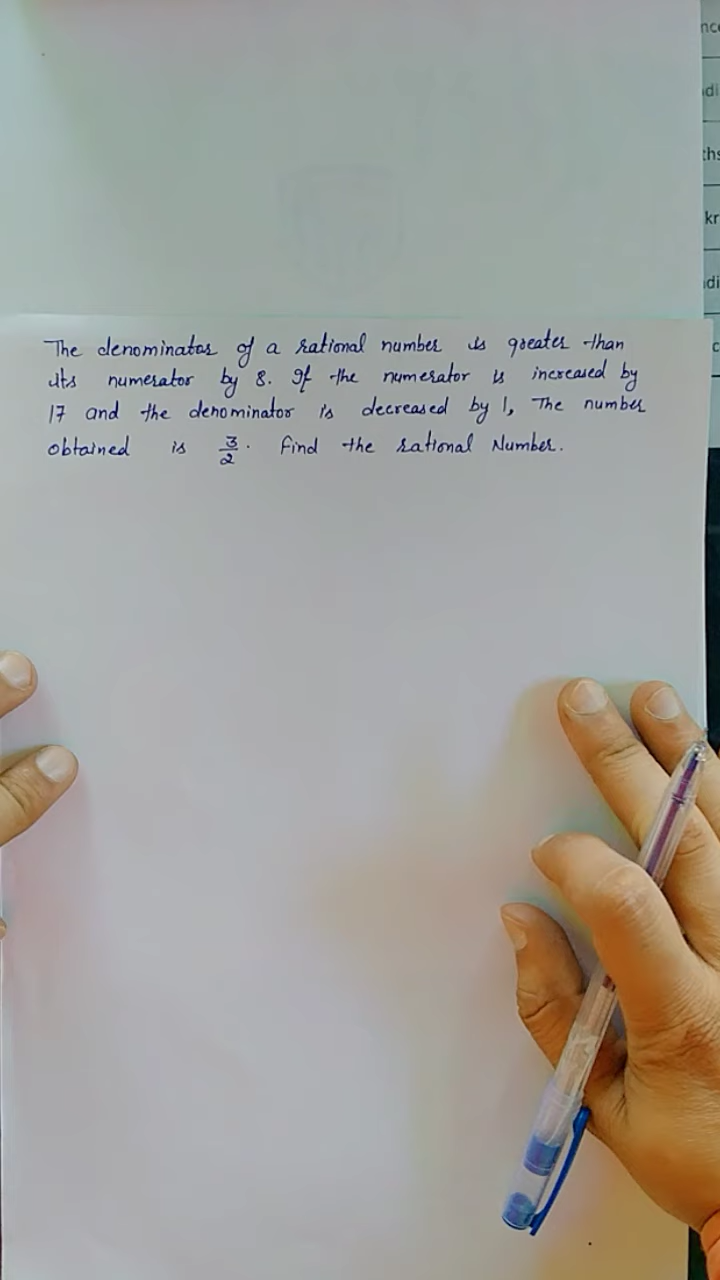 The denominator of a rational number is greater than
its numerator by 8. If the numerator is increased by
17 and the denominator is decreased by 1, The number
obtained is 3/2. Find the rational Number.